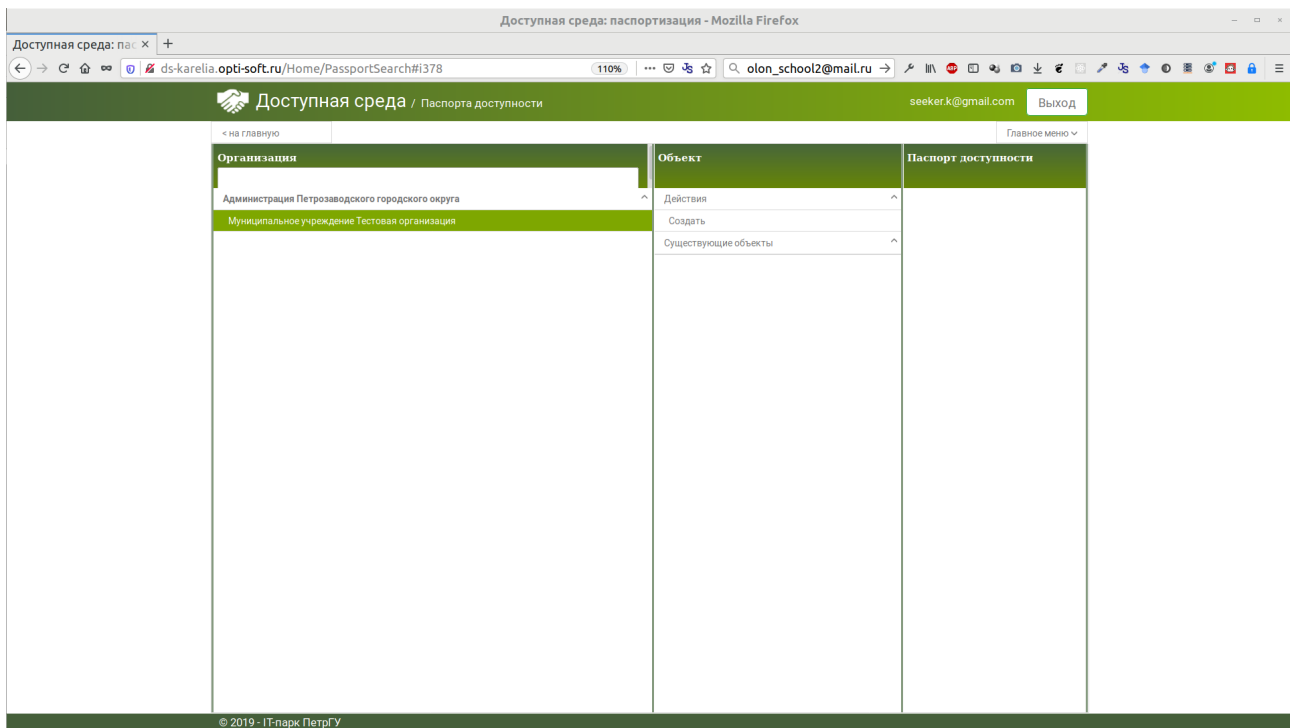 Доступная среда: паспортизация - Mozilla Firefox
Доступная среда: пас
ds-karelia.opti-soft.ru/Home/PassportSearch#i378 110% olon_school2@mail.ru
Доступная среда / Паспорта доступности seeker.k@gmail.com Выход
< на главную Главное меню
Организация Объект Паспорт доступности
Администрация Петрозаводского городского округа Действия
Муниципальное учреждение Тестовая организация Создать
Существующие объекты
© 2019 - IT-парк ПетрГУ